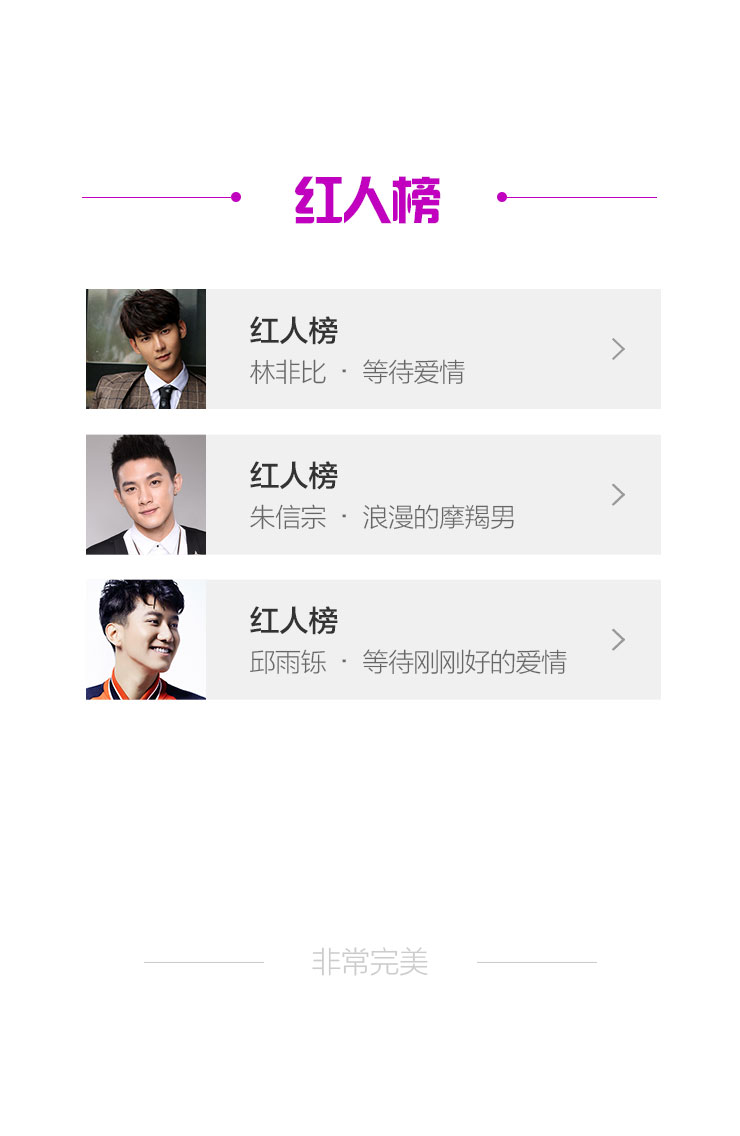 红人榜
红人榜
林非比 · 等待爱情
红人榜
朱信宗 · 浪漫的摩羯男
红人榜
邱雨铄 · 等待刚刚好的爱情
非常完美